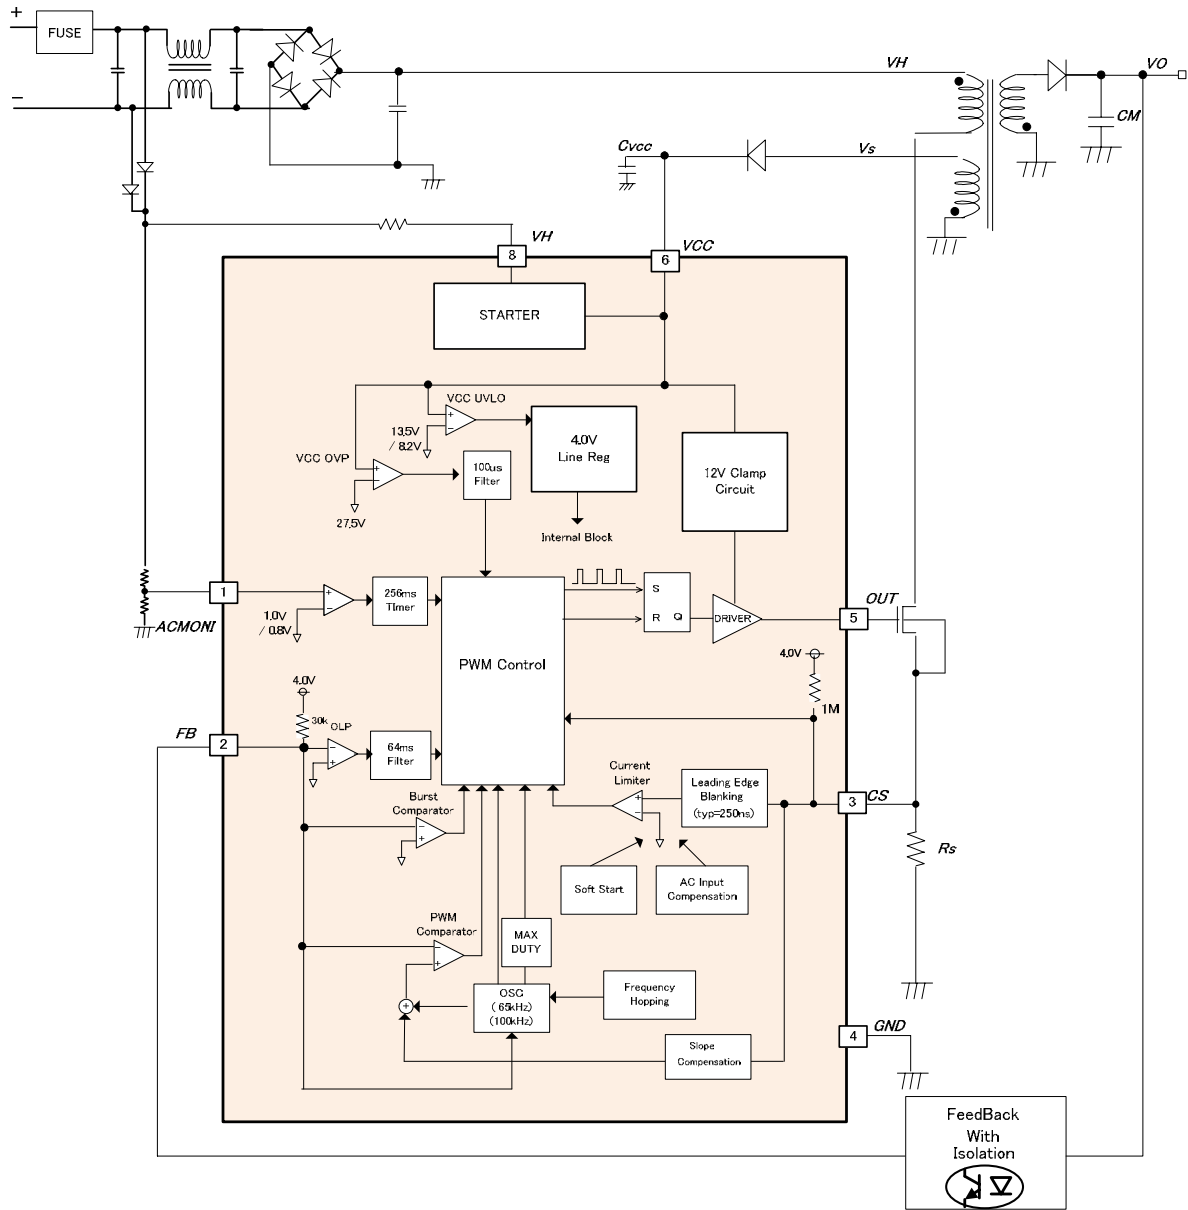 +
FUSE
−
VH
VO
CM
Cvcc
Vs
VH
VCC
8
6
STARTER
VCC UVLO
13.5V
/ 8.2V
4.0V
Line Reg
VCC OVP
100us
Filter
27.5V
12V Clamp
Circuit
Internal Block
1
ACMONI
1.0V
/ 0.8V
+
−
256ms
TImer
PWM Control
S
R Q
DRIVER
5
OUT
4.0V
1M
4.0V
30k
OLP
FB
2
64ms
Filter
Burst
Comparator
Current
Limiter
Leading Edge
Blanking
(typ=250ns)
3
CS
Rs
Soft Start
AC Input
Compensation
PWM
Comparator
MAX
DUTY
OSC
( 65kHz)
(100kHz)
Frequency
Hopping
Slope
Compensation
4
GND
FeedBack
With
Isolation